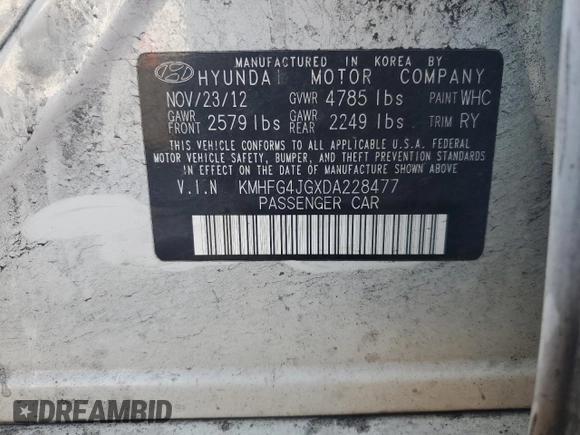 MANUFACTURED IN KOREA BY
HYUNDAI MOTOR COMPANY
NOV/23/12 GVWR 4785 lbs PAINT WHC
GAWR FRONT 2579 lbs GAWR REAR 2249 lbs TRIM RY
THIS VEHICLE CONFORMS TO ALL APPLICABLE U.S.A. FEDERAL
MOTOR VEHICLE SAFETY, BUMPER, AND THEFT PREVENTION STANDARDS
IN EFFECT ON THE DATE OF MANUFACTURE SHOWN ABOVE.
V.I.N KMHFG4JGXDA228477
PASSENGER CAR
DREAMBID